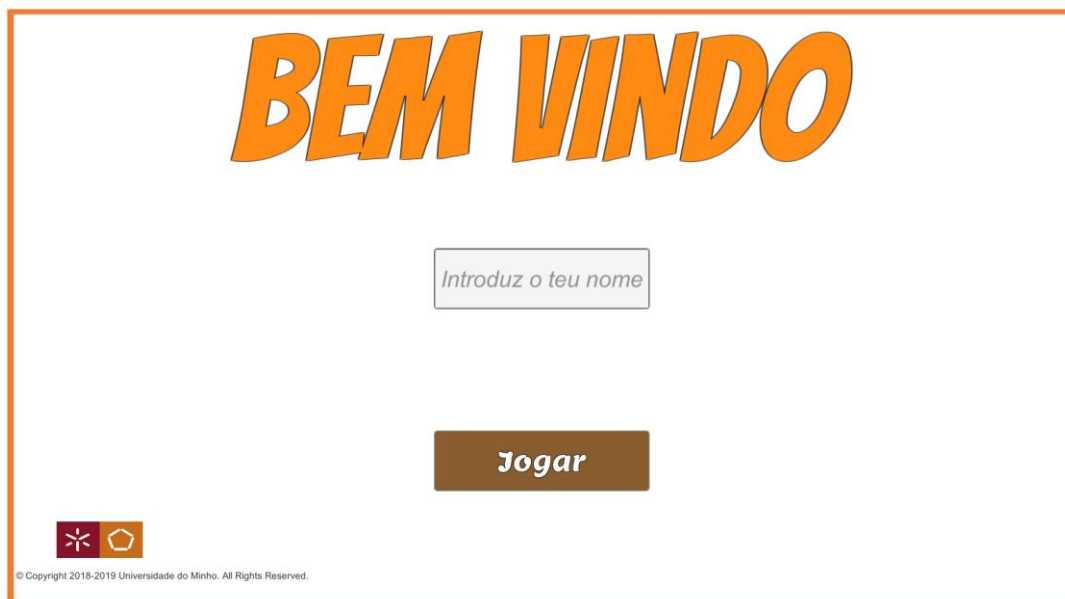 BEM VINDO
Introduz o teu nome
Jogar
© Copyright 2018-2019 Universidade do Minho. All Rights Reserved.